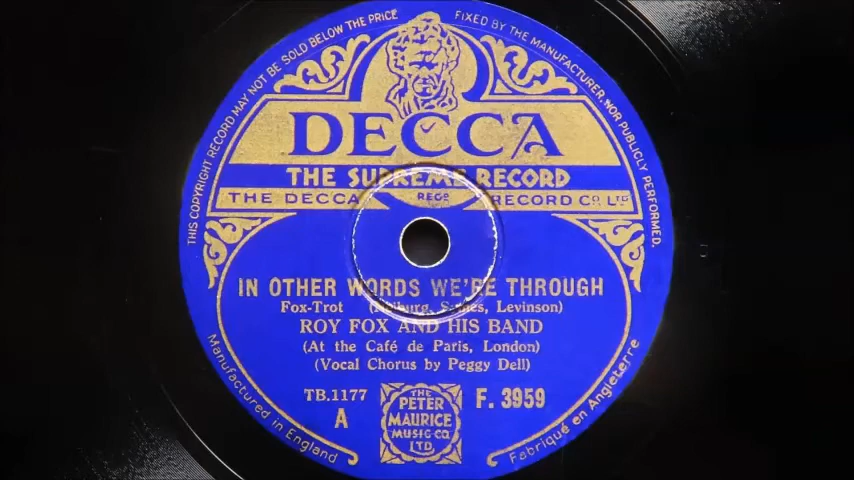 THIS COPYRIGHT RECORD MAY NOT BE SOLD BELOW THE PRICE
FIXED BY THE MANUFACTURER, NOR PUBLICLY PERFORMED.
DECCA
THE SUPREME RECORD
THE DECCA REGD RECORD CO. LTD
IN OTHER WORDS WE'RE THROUGH
Fox-Trot Levinson)
ROY FOX AND HIS BAND
(At the Café de Paris, London)
(Vocal Chorus by Peggy Dell)
TB.1177
A
THE
PETER
MAURICE
MUSIC CO.
LTD.
F. 3959
Manufactured in England
Fabriqué en Angleterre